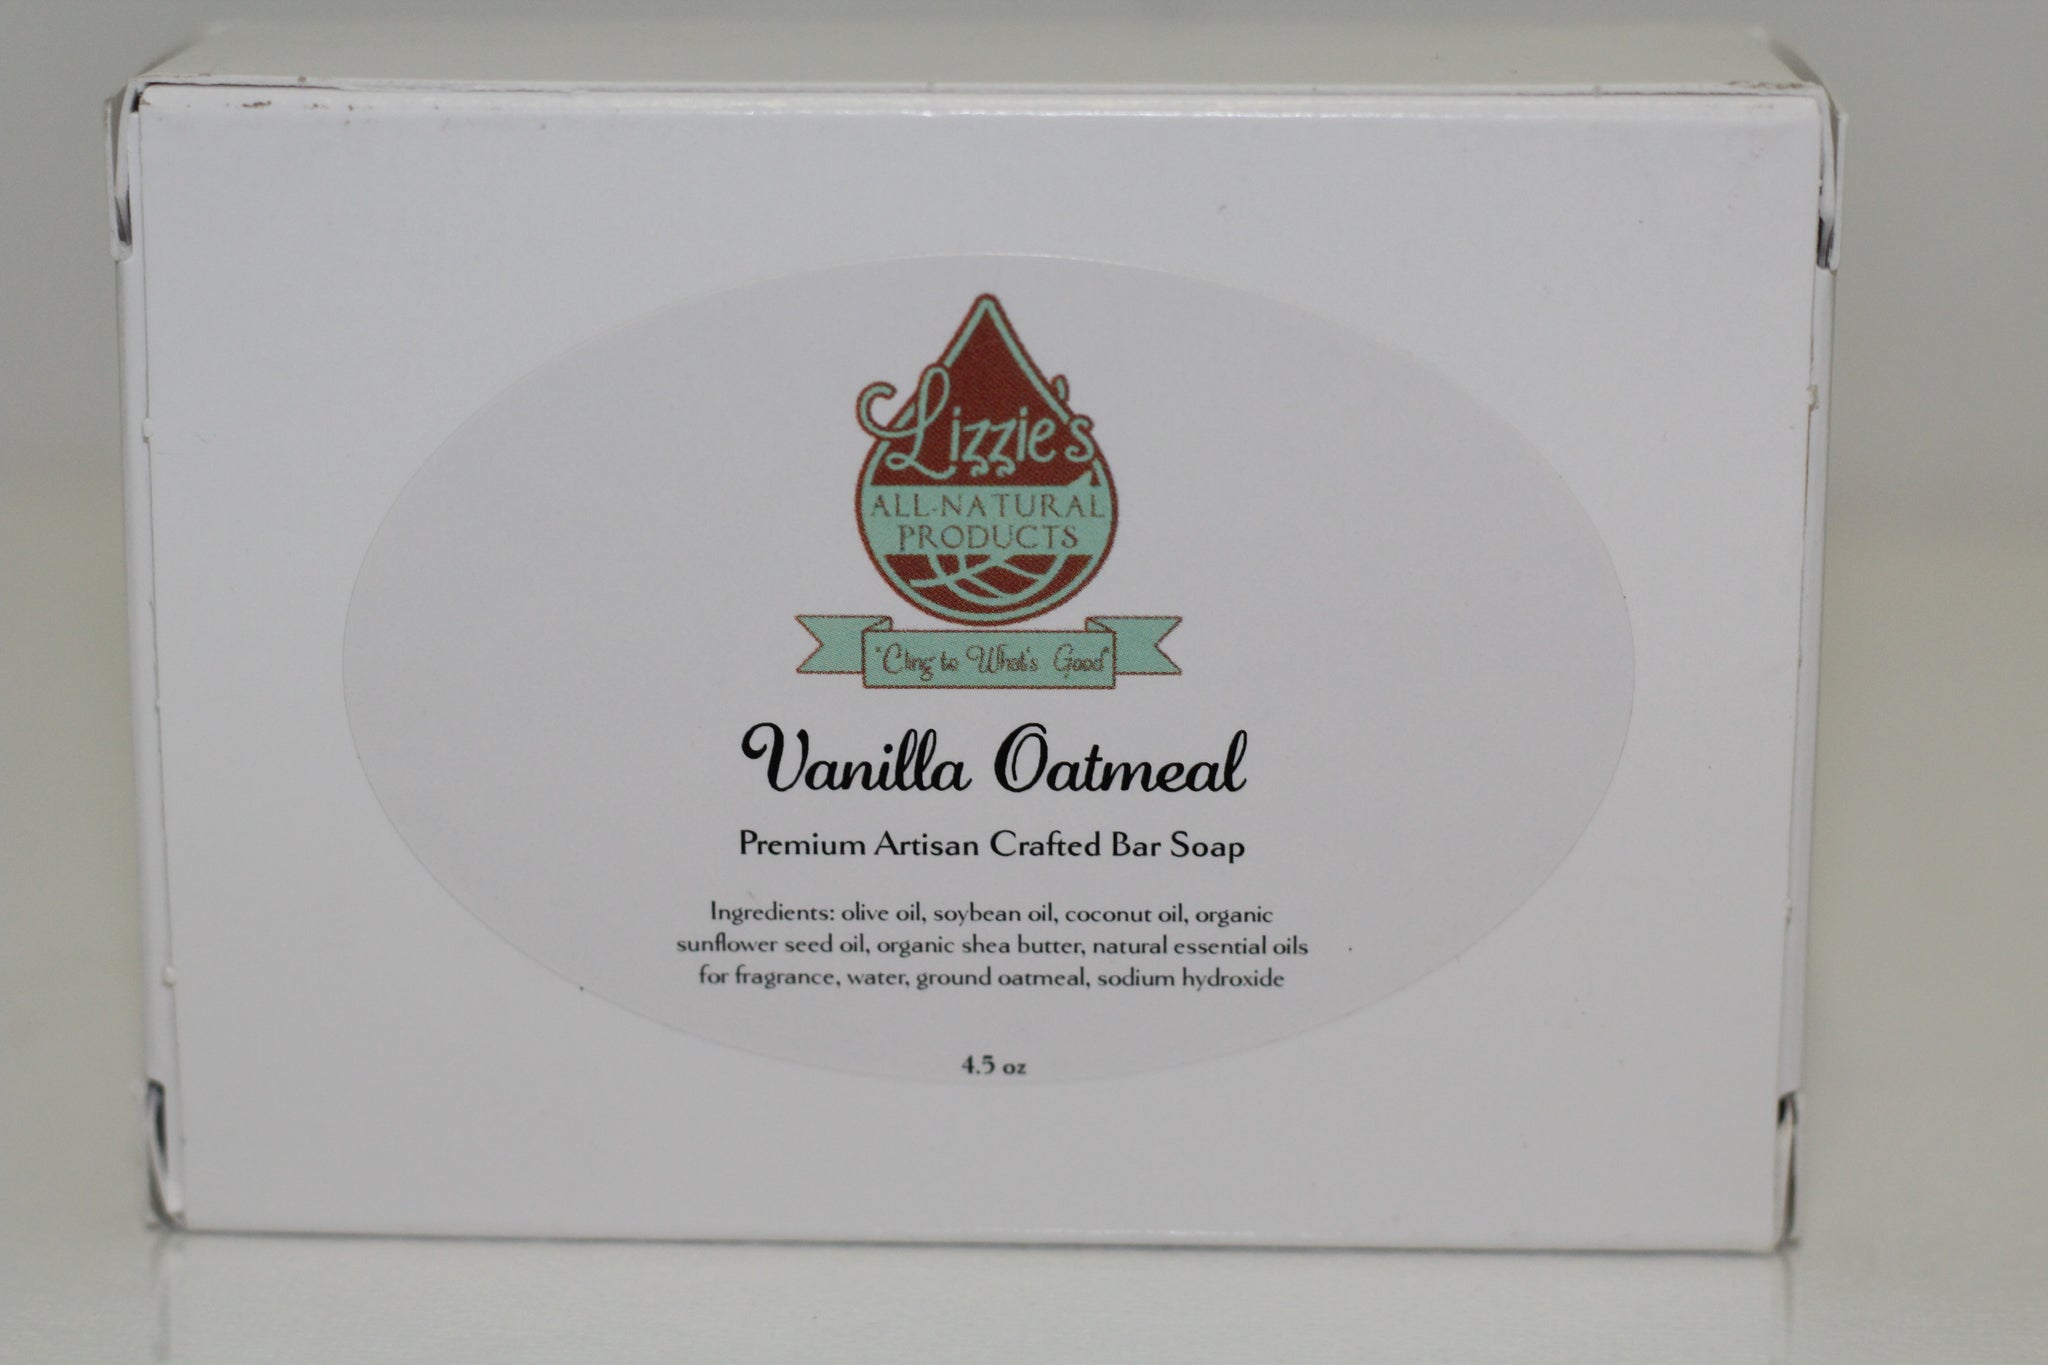 Lizzie's
ALL-NATURAL
PRODUCTS
"Cling to What's Good"
Vanilla Oatmeal
Premium Artisan Crafted Bar Soap
Ingredients: olive oil, soybean oil, coconut oil, organic
sunflower seed oil, organic shea butter, natural essential oils
for fragrance, water, ground oatmeal, sodium hydroxide
4.5 oz